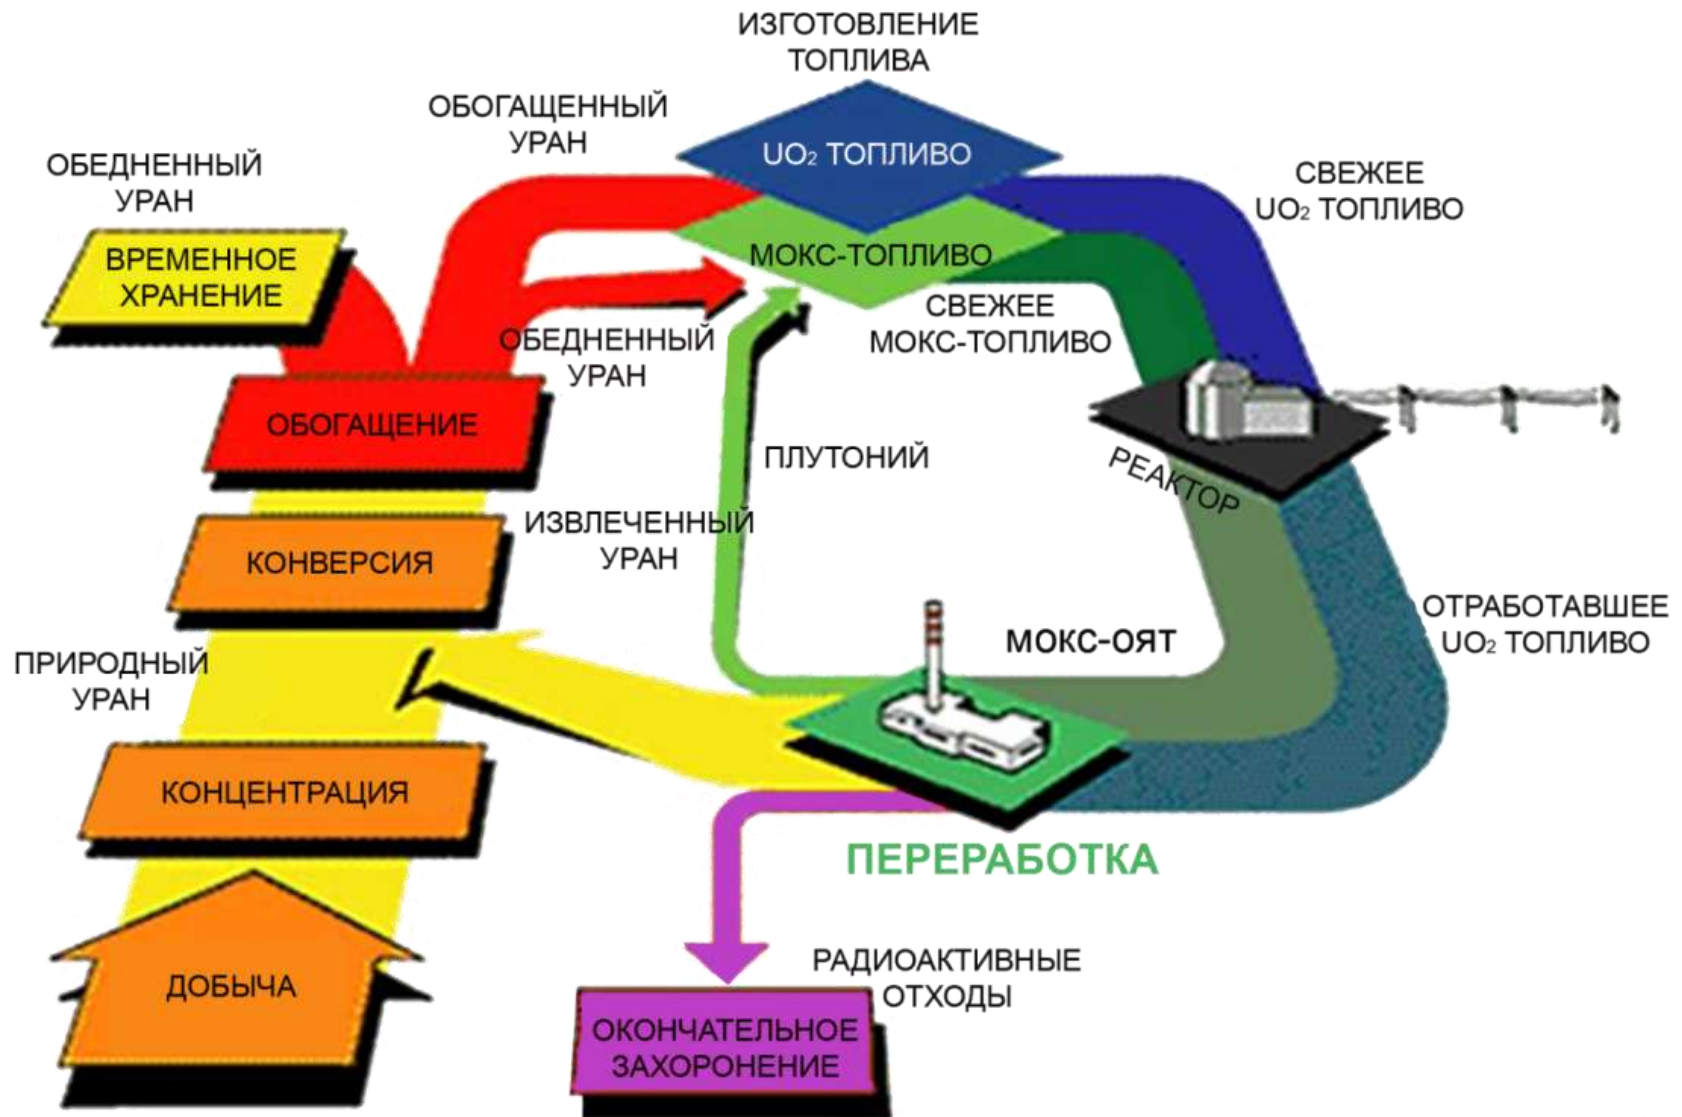 ИЗГОТОВЛЕНИЕ
ТОПЛИВА
ОБОГАЩЕННЫЙ
УРАН
UO₂ ТОПЛИВО
ОБЕДНЕННЫЙ
УРАН
СВЕЖЕЕ
UO₂ ТОПЛИВО
ВРЕМЕННОЕ
ХРАНЕНИЕ
МОКС-ТОПЛИВО
СВЕЖЕЕ
МОКС-ТОПЛИВО
ОБЕДНЕННЫЙ
УРАН
ОБОГАЩЕНИЕ
ПЛУТОНИЙ
РЕАКТОР
ИЗВЛЕЧЕННЫЙ
УРАН
КОНВЕРСИЯ
ОТРАБОТАВШЕЕ
UO₂ ТОПЛИВО
МОКС-ОЯТ
ПРИРОДНЫЙ
УРАН
КОНЦЕНТРАЦИЯ
ПЕРЕРАБОТКА
ДОБЫЧА
РАДИОАКТИВНЫЕ
ОТХОДЫ
ОКОНЧАТЕЛЬНОЕ
ЗАХОРОНЕНИЕ